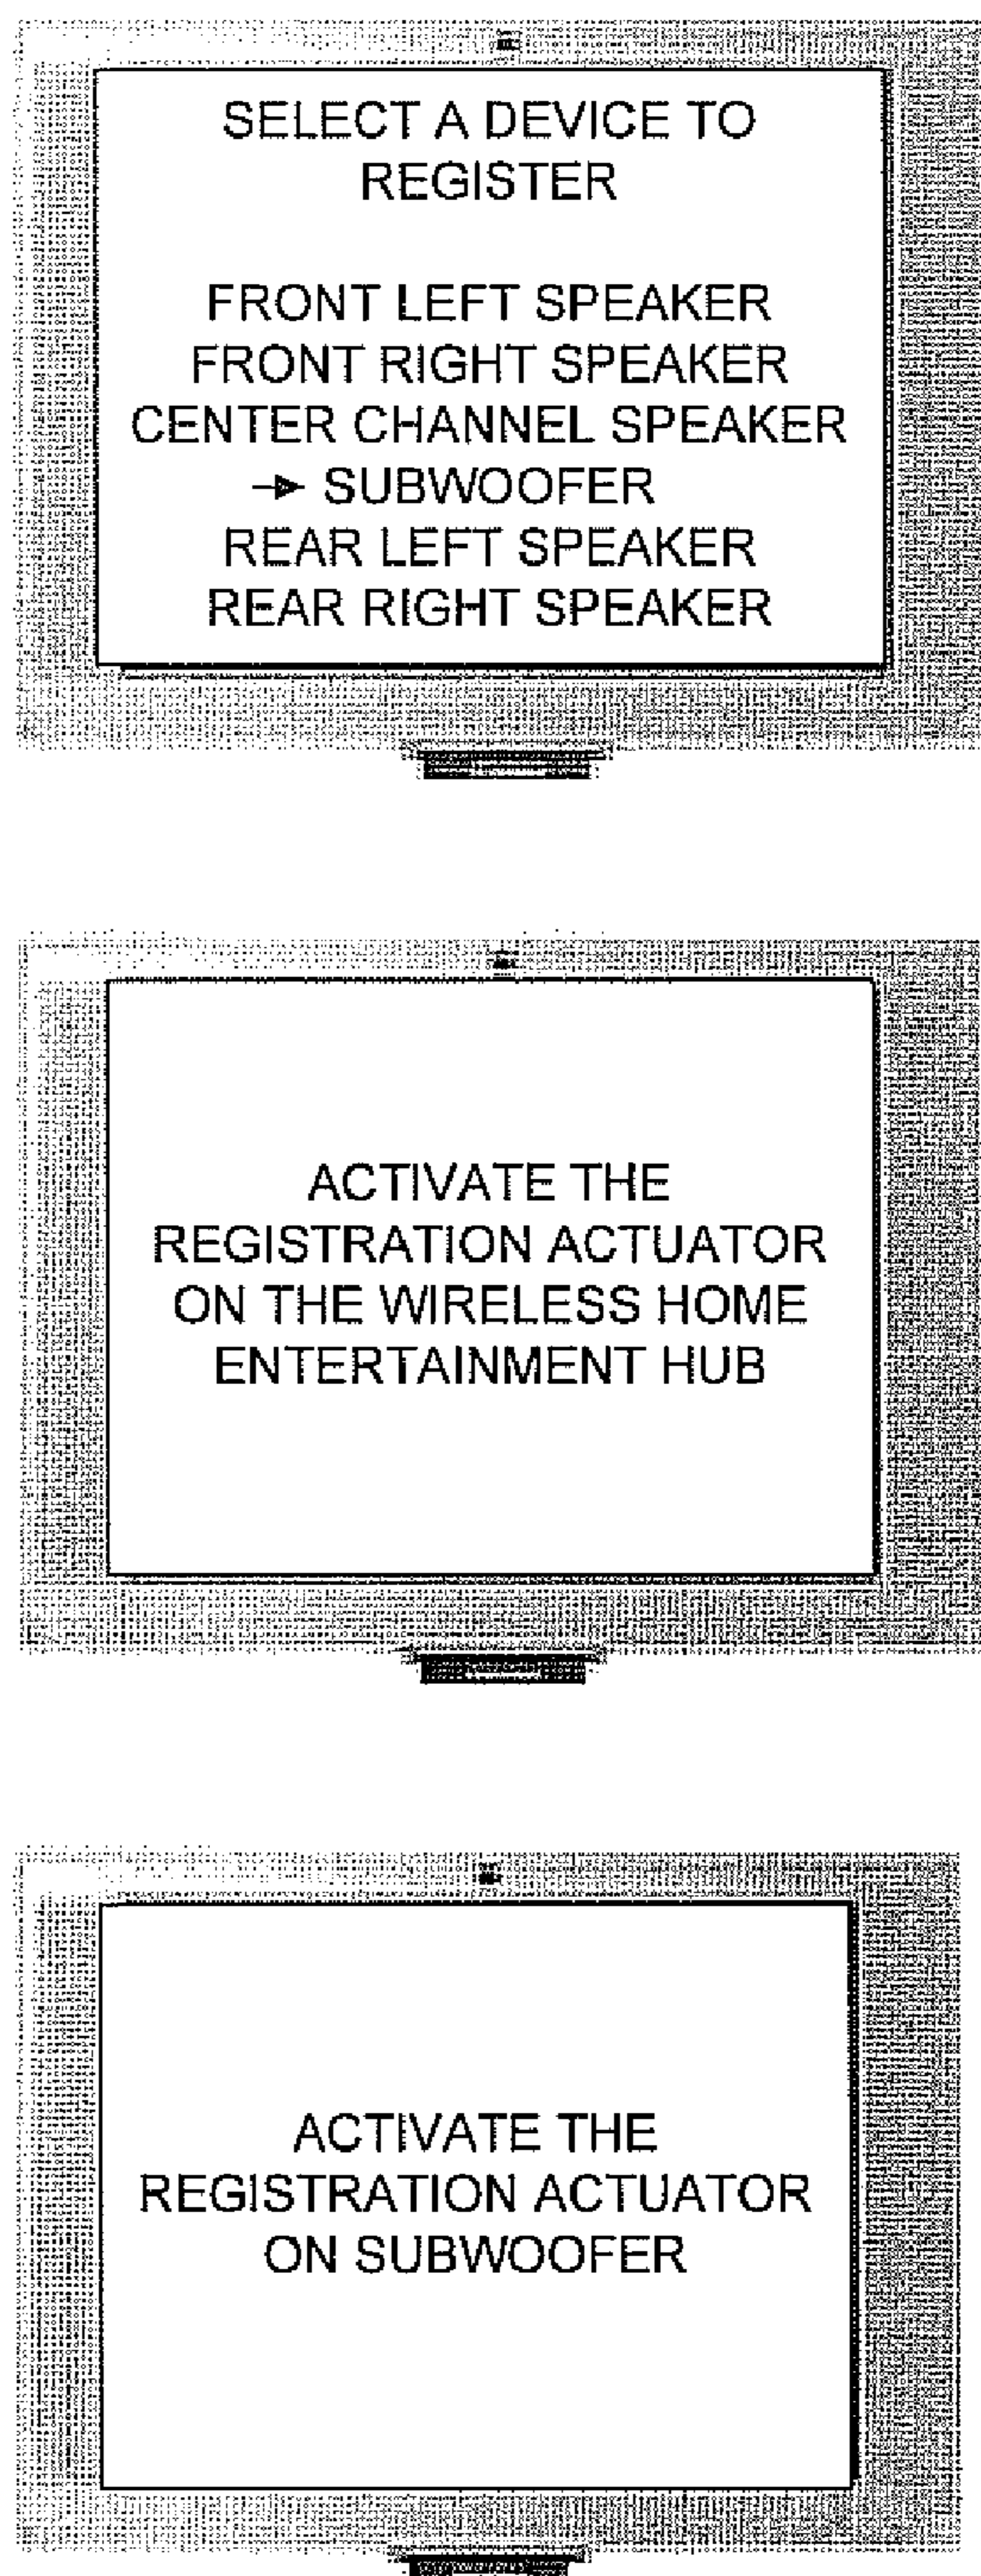 SELECT A DEVICE TO
REGISTER
FRONT LEFT SPEAKER
FRONT RIGHT SPEAKER
CENTER CHANNEL SPEAKER
SUBWOOFER
REAR LEFT SPEAKER
REAR RIGHT SPEAKER
ACTIVATE THE
REGISTRATION ACTUATOR
ON THE WIRELESS HOME
ENTERTAINMENT HUB
ACTIVATE THE
REGISTRATION ACTUATOR
ON SUBWOOFER